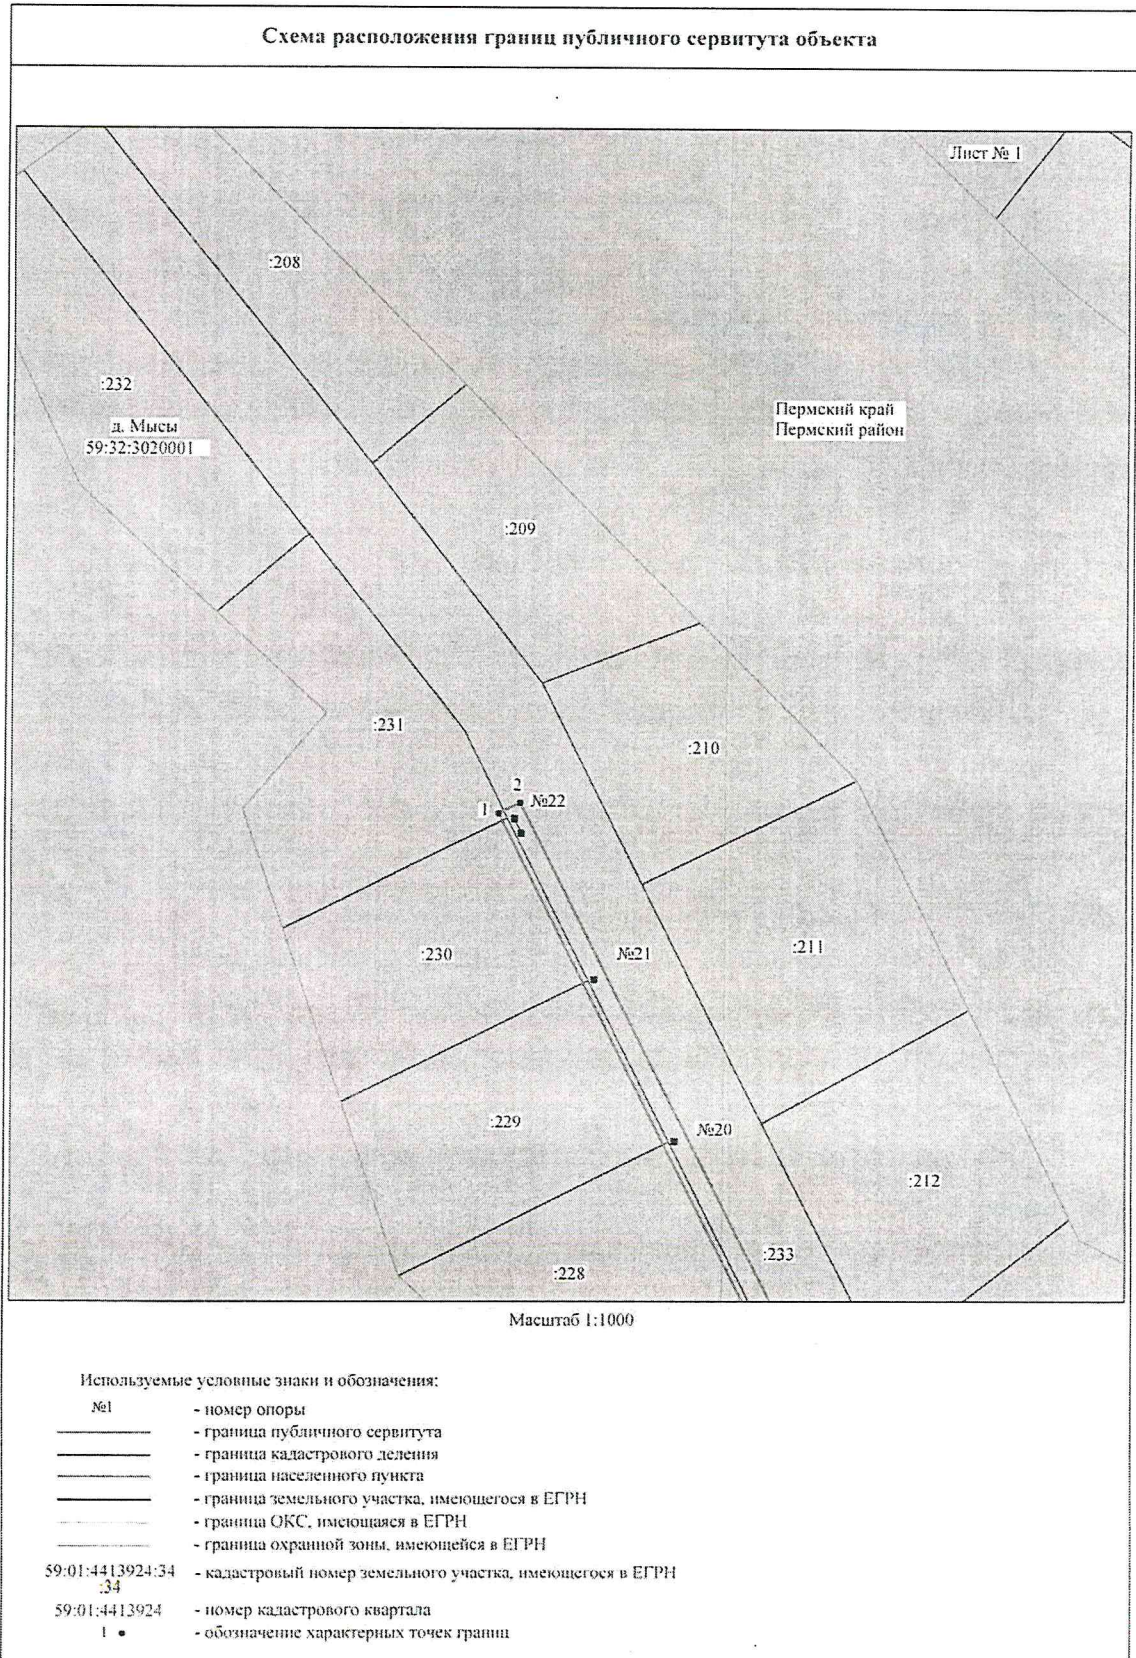 Схема расположения границ публичного сервитута объекта
Лист № 1
:208
:232
д. Мысы
59:32:3020001
Пермский край
Пермский район
:209
:231
:210
2
1
№22
:230
№21
:211
:229
№20
:212
:233
:228
Масштаб 1:1000
Используемые условные знаки и обозначения:
№1 - номер опоры
- граница публичного сервитута
- граница кадастрового деления
- граница населенного пункта
- граница земельного участка, имеющегося в ЕГРН
- граница ОКС, имеющаяся в ЕГРН
- граница охранной зоны, имеющейся в ЕГРН
59:01:4413924:34 - кадастровый номер земельного участка, имеющегося в ЕГРН
:34
59:01:4413924 - номер кадастрового квартала
1 - обозначение характерных точек границ